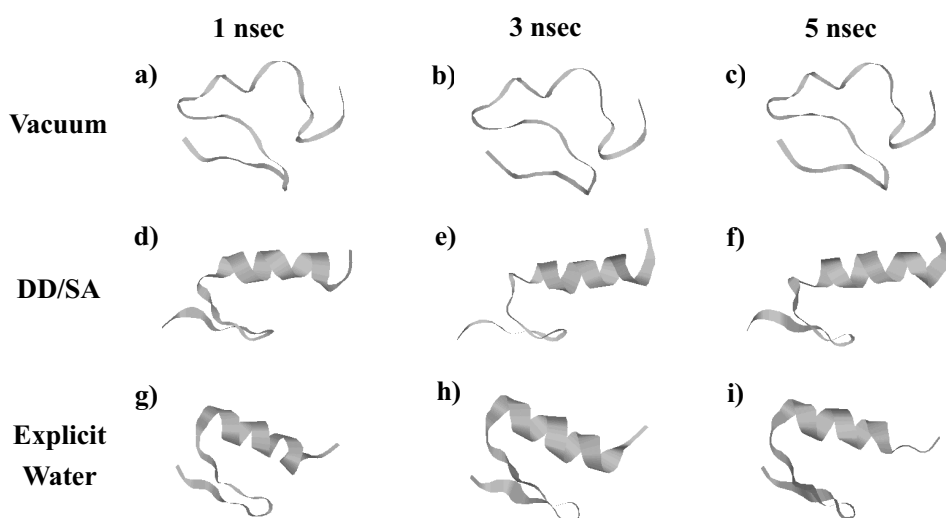 1 nsec 3 nsec 5 nsec
a) b) c)
Vacuum
d) e) f)
DD/SA
g) h) i)
Explicit
Water